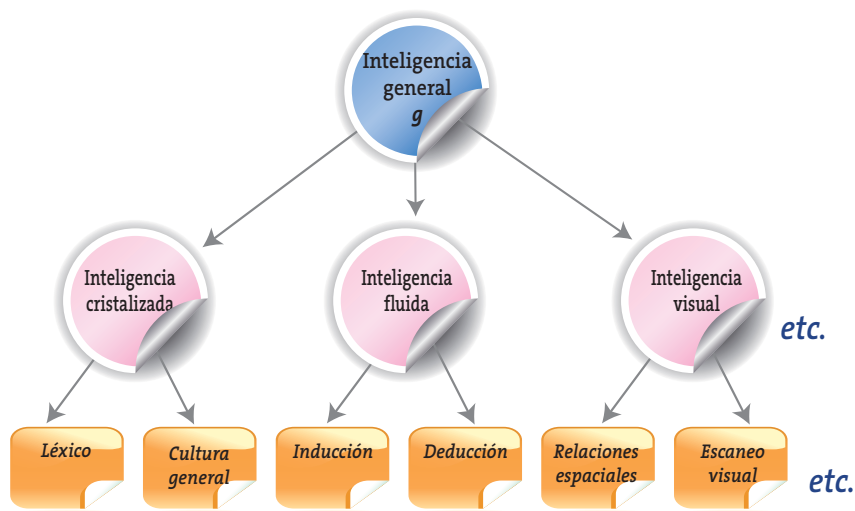 Inteligencia
general
g
Inteligencia
cristalizada
Inteligencia
fluida
Inteligencia
visual
etc.
Léxico
Cultura
general
Inducción
Deducción
Relaciones
espaciales
Escaneo
visual
etc.